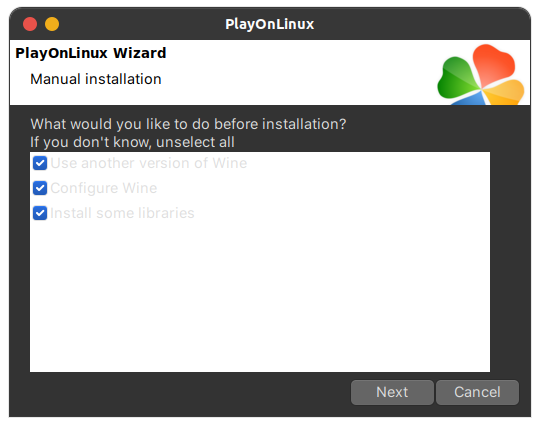 PlayOnLinux
PlayOnLinux Wizard
Manual installation
What would you like to do before installation?
If you don't know, unselect all
Use another version of Wine
Configure Wine
Install some libraries
Next
Cancel